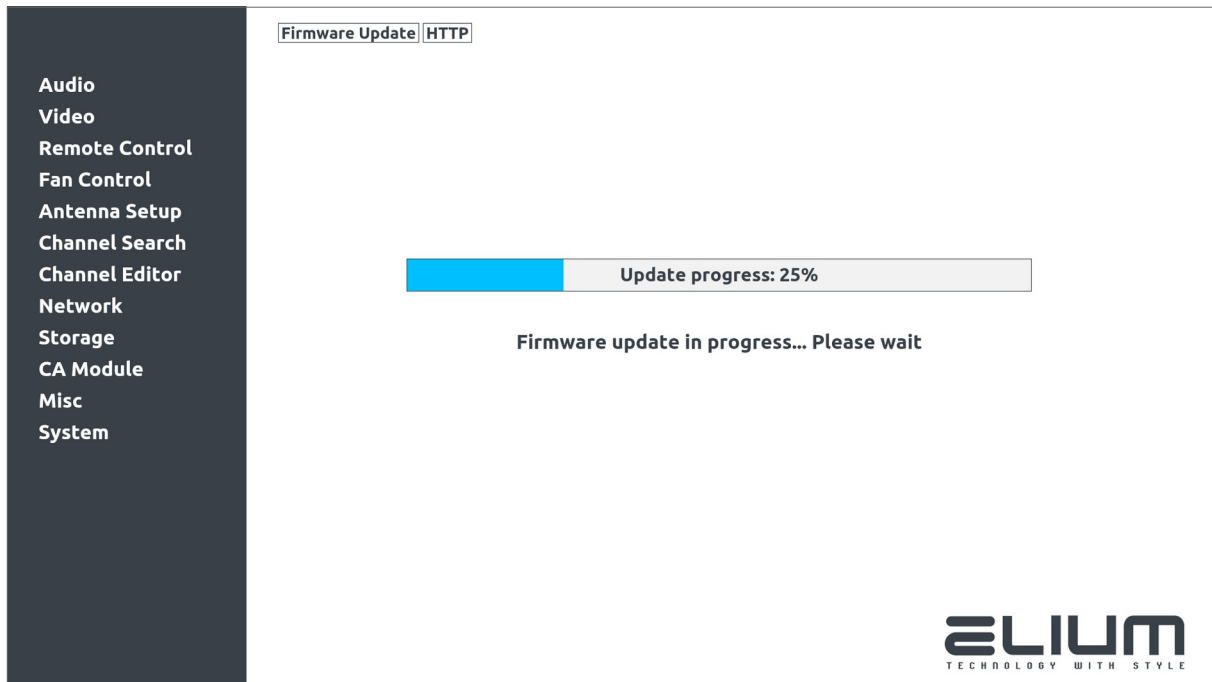 Firmware Update HTTP
Audio
Video
Remote Control
Fan Control
Antenna Setup
Channel Search
Channel Editor
Network
Storage
CA Module
Misc
System
Update progress: 25%
Firmware update in progress... Please wait
ELIUM
TECHNOLOGY WITH STYLE